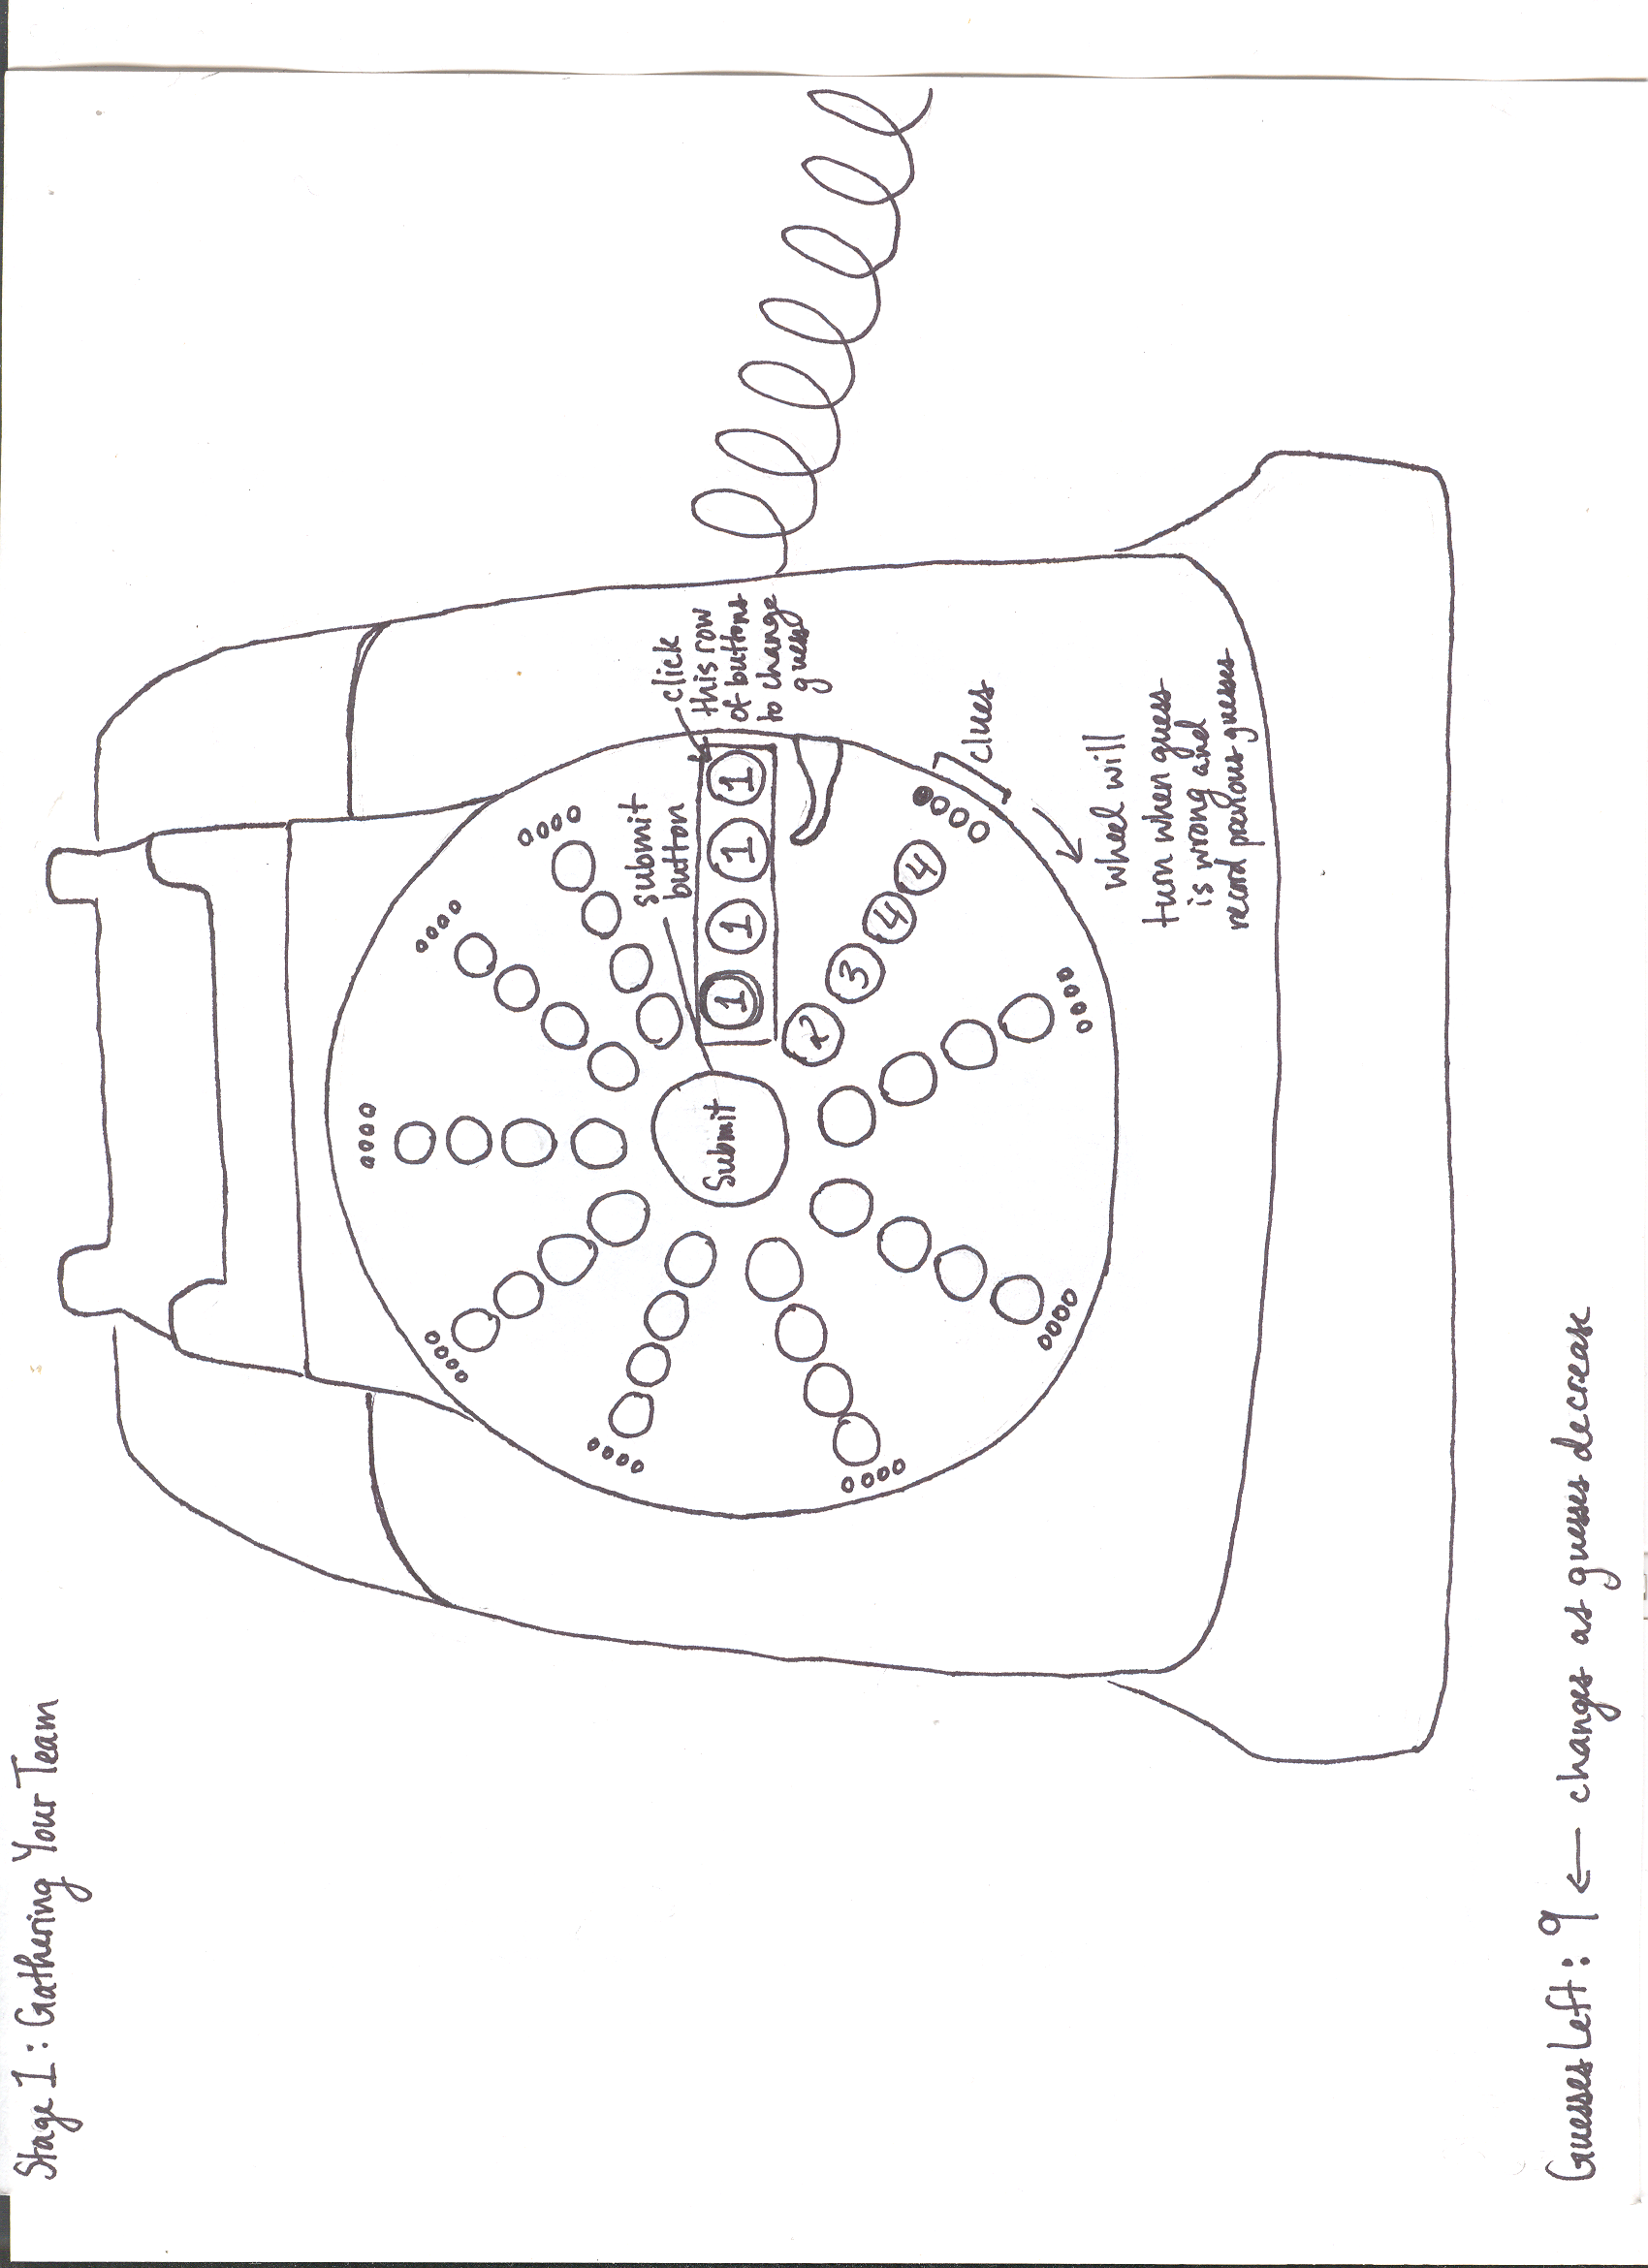 Stage 1: Gathering Your Team
submit
button
click
this row
of buttons
to change
guess
1 1 1 1
Submit
2 3 4 4
clues
wheel will
turn when guess
is wrong and
record previous guesses
Guesses Left: 9 ← changes as guesses decrease